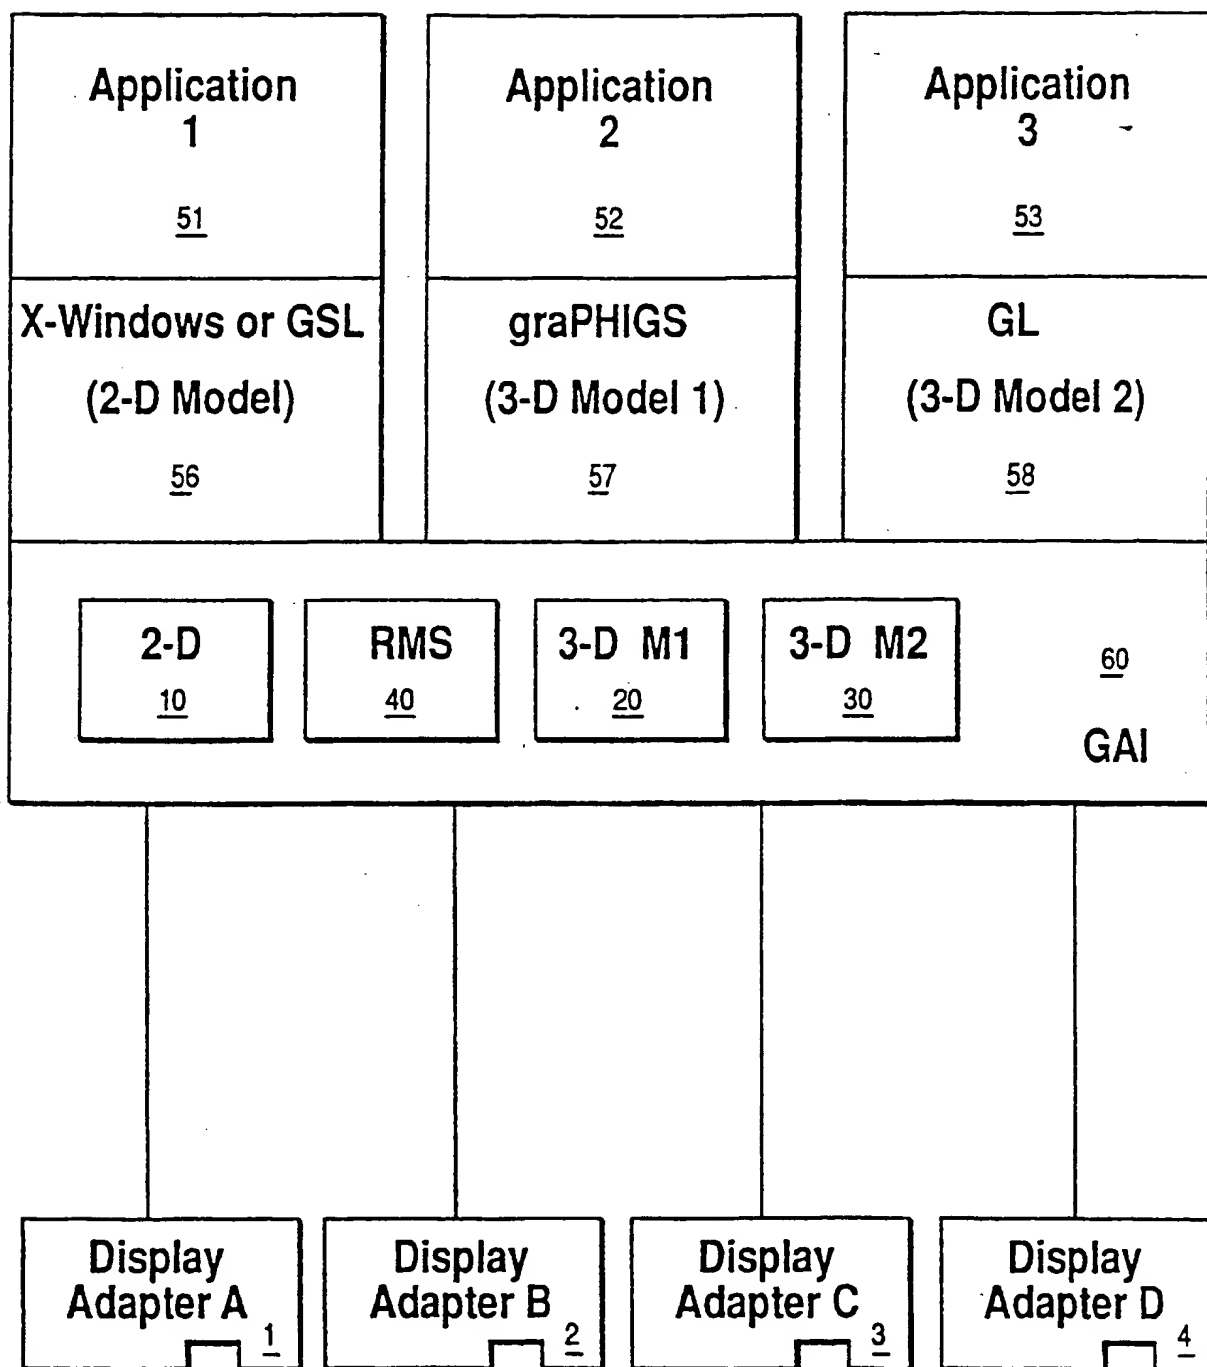 Application
1
51
Application
2
52
Application
3
53
X-Windows or GSL
(2-D Model)
56
graPHIGS
(3-D Model 1)
57
GL
(3-D Model 2)
58
2-D
10
RMS
40
3-D M1
20
3-D M2
30
60
GAI
Display
Adapter A
1
Display
Adapter B
2
Display
Adapter C
3
Display
Adapter D
4